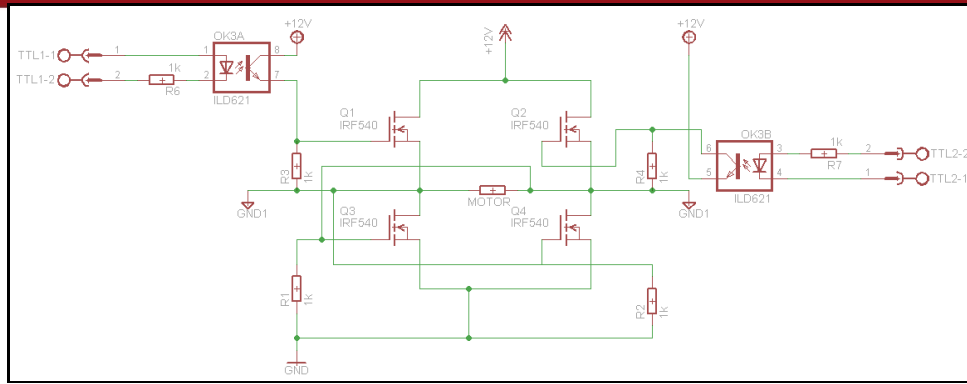 OK3A
+12V
+12V
+12V
TTL1-1
1
1
8
TTL1-2
2
1k
R6
2
7
ILD621
Q1
IRF540
Q2
IRF540
OK3B
R3
1k
R4
1k
6
5
3
4
1k
R7
2
TTL2-2
1
TTL2-1
ILD621
GND1
MOTOR
GND1
Q3
IRF540
Q4
IRF540
R1
1k
R2
1k
GND